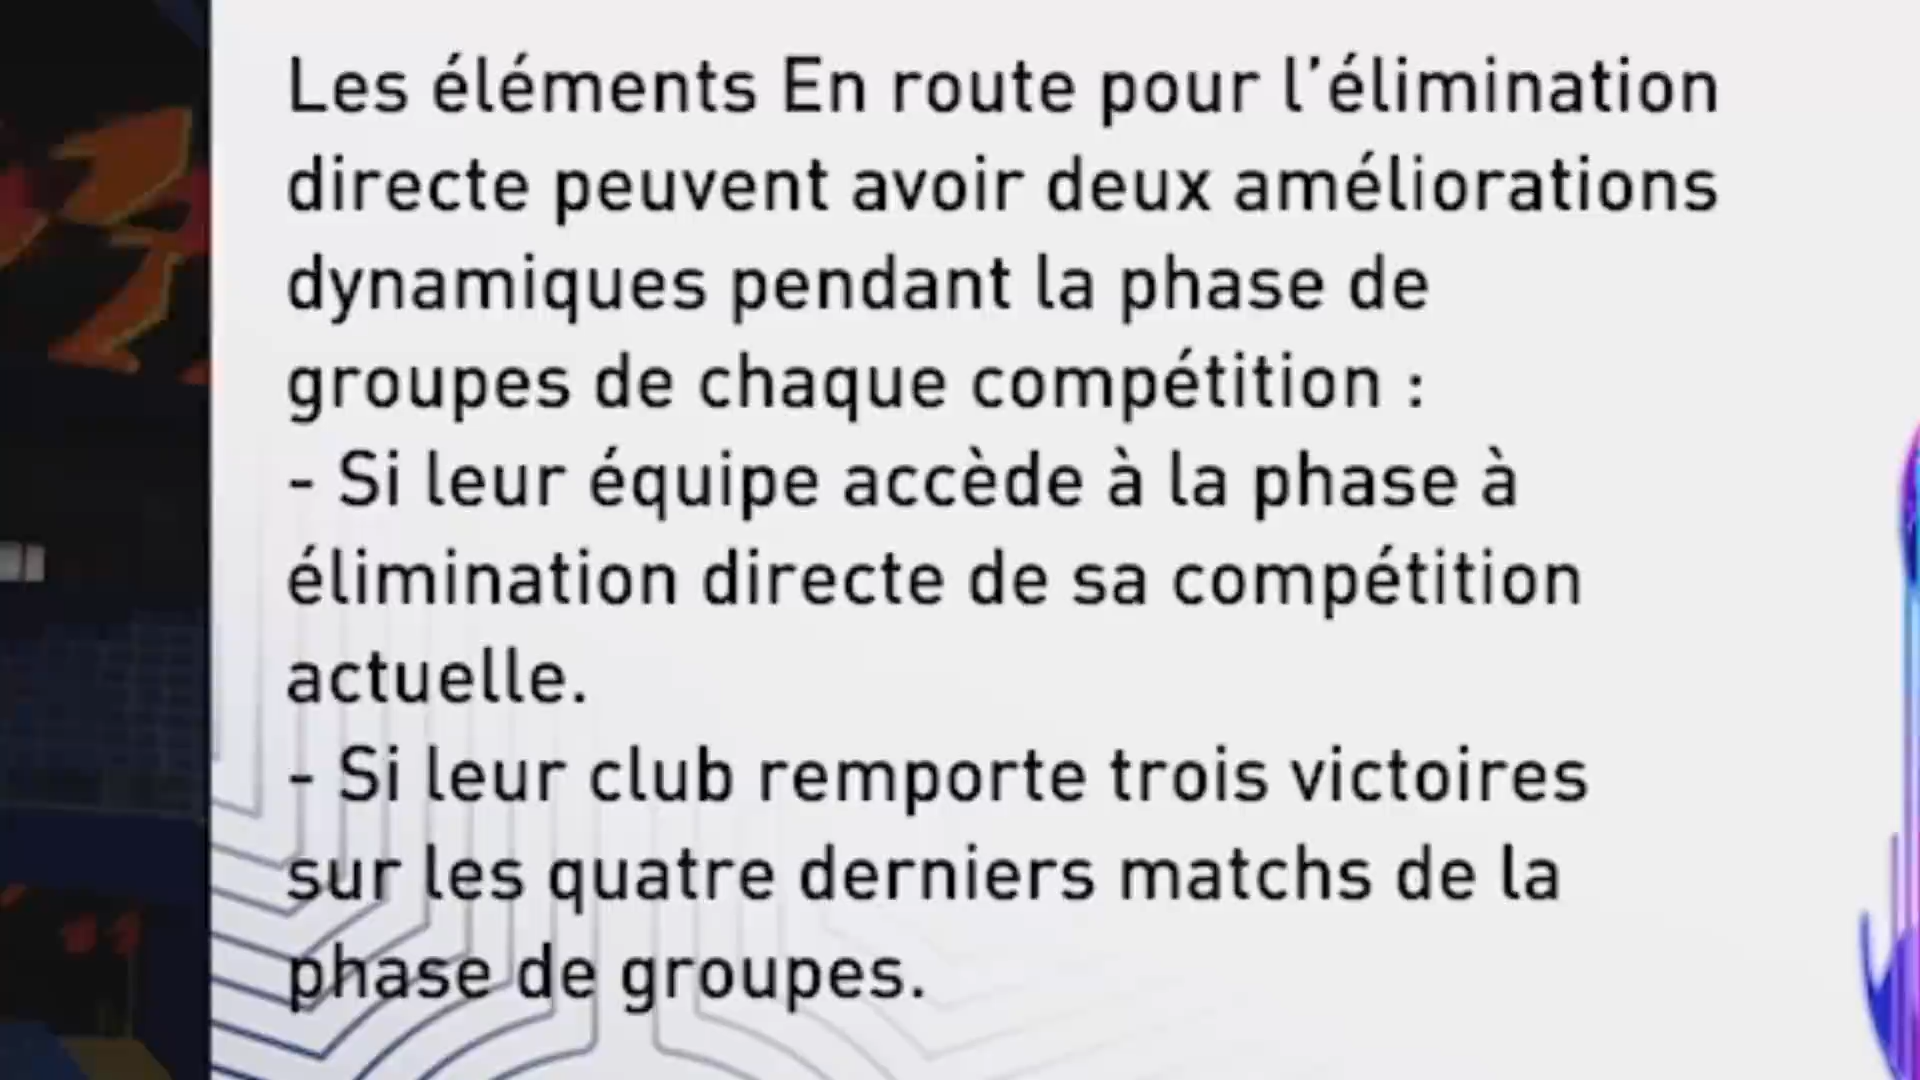 Les éléments En route pour l’élimination
directe peuvent avoir deux améliorations
dynamiques pendant la phase de
groupes de chaque compétition :
- Si leur équipe accède à la phase à
élimination directe de sa compétition
actuelle.
- Si leur club remporte trois victoires
sur les quatre derniers matchs de la
phase de groupes.